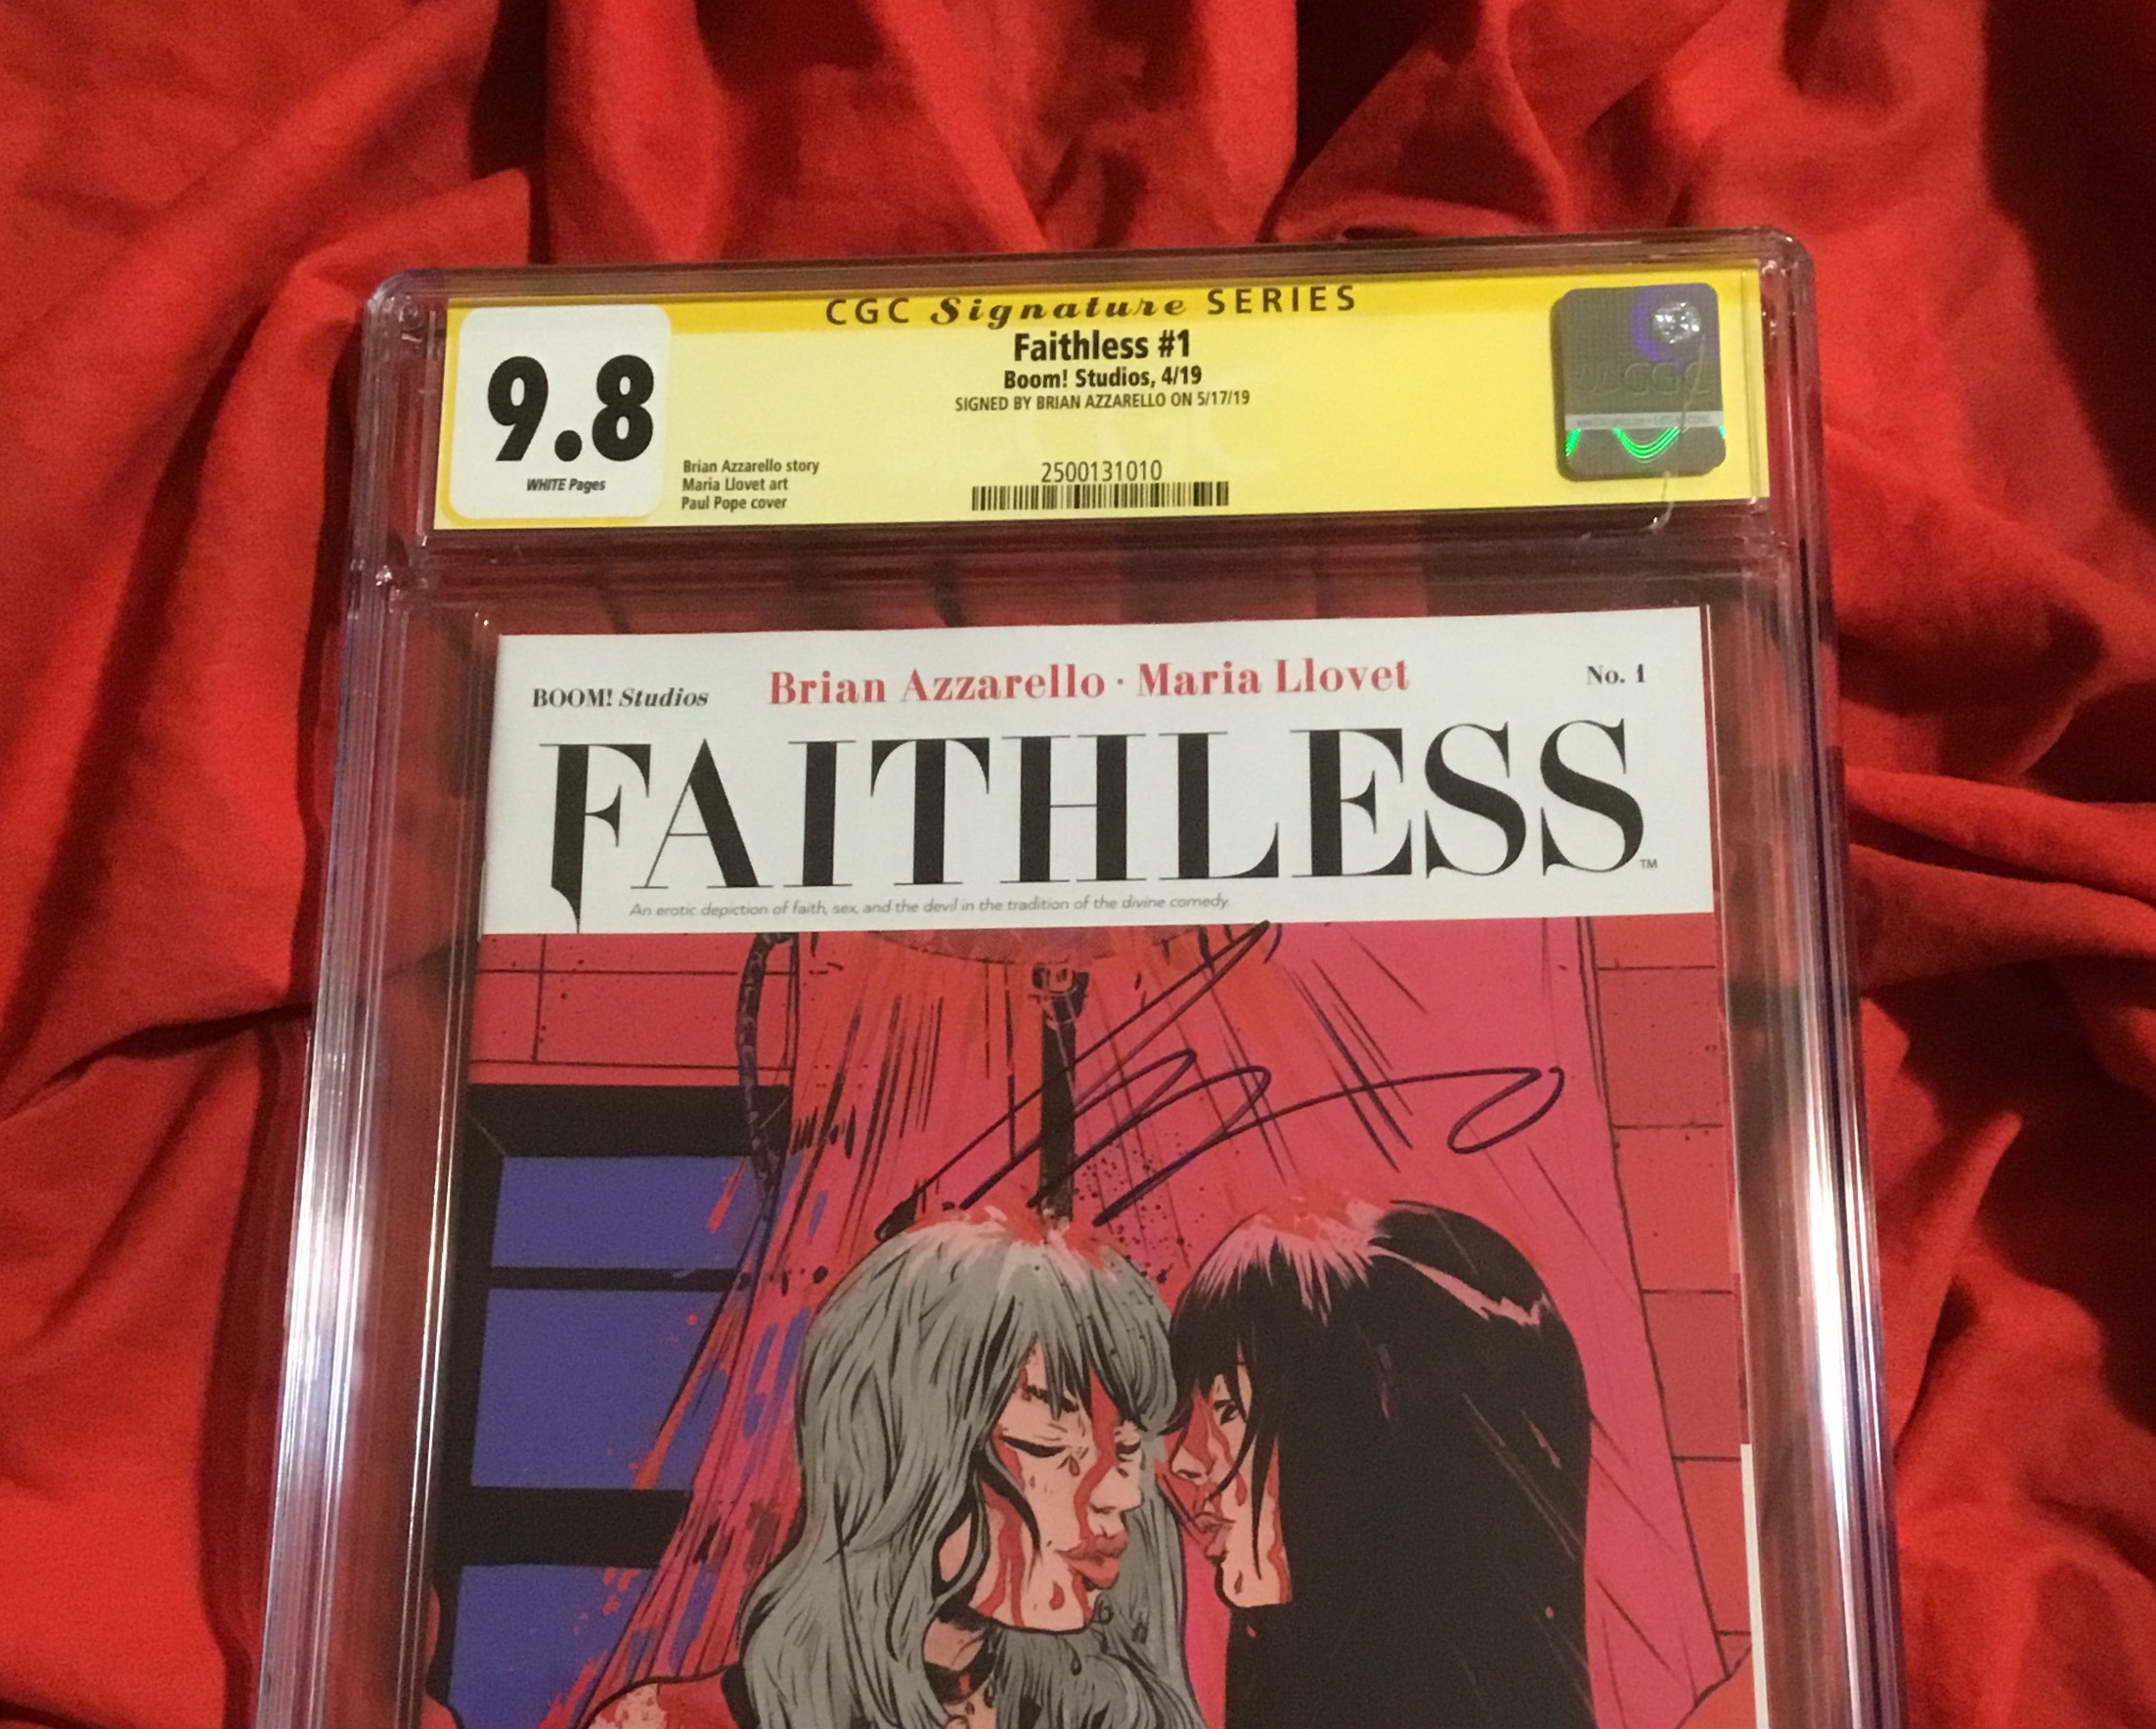 CGC Signature SERIES
9.8
WHITE Pages
Faithless #1
Boom! Studios, 4/19
SIGNED BY BRIAN AZZARELLO ON 5/17/19
Brian Azzarello story
Maria Llovet art
Paul Pope cover
2500131010
CGC
BOOM! Studios
Brian Azzarello · Maria Llovet
No. 1
FAITHLESS™
An erotic depiction of faith, sex, and the devil in the tradition of the divine comedy.